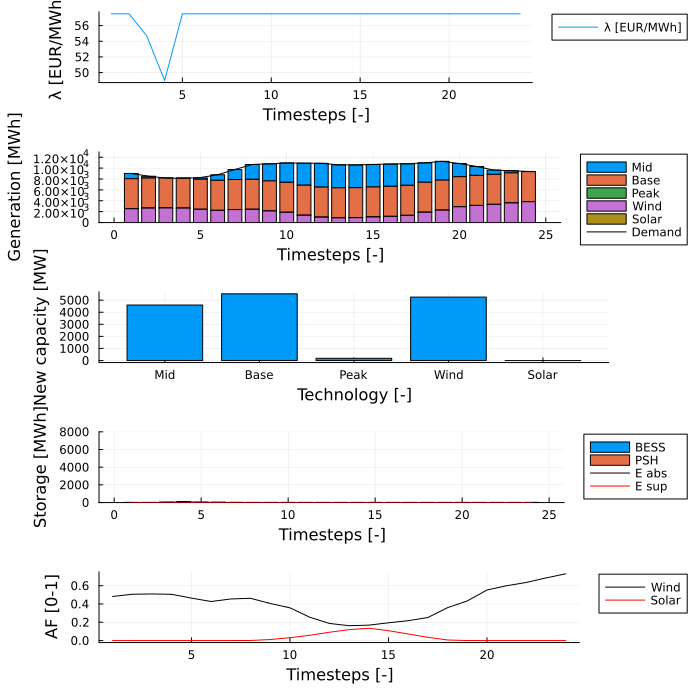 λ [EUR/MWh]
56
54
52
50
5
10
15
20
Timesteps [-]
λ [EUR/MWh]
Generation [MWh]
1.20×10⁴
1.00×10⁴
8.00×10³
6.00×10³
4.00×10³
2.00×10³
0
0
5
10
15
20
25
Timesteps [-]
Mid
Base
Peak
Wind
Solar
Demand
New capacity [MW]
5000
4000
3000
2000
1000
0
Mid
Base
Peak
Wind
Solar
Technology [-]
Storage [MWh]
8000
6000
4000
2000
0
0
5
10
15
20
25
Timesteps [-]
BESS
PSH
E abs
E sup
AF [0-1]
0.6
0.4
0.2
0.0
5
10
15
20
Timesteps [-]
Wind
Solar